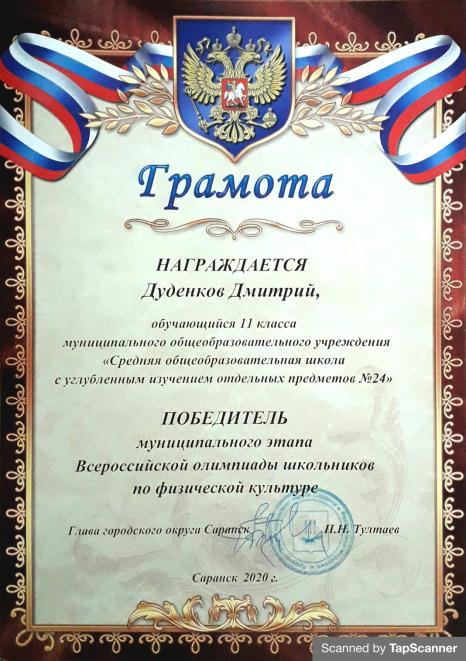 Грамота
НАГРАЖДАЕТСЯ
Дуденков Дмитрий,
обучающийся 11 класса
муниципального общеобразовательного учреждения
«Средняя общеобразовательная школа
с углубленным изучением отдельных предметов №24»
ПОБЕДИТЕЛЬ
муниципального этапа
Всероссийской олимпиады школьников
по физической культуре
Глава городского округа Саранск П.Н. Тултаев
Саранск 2020 г.
Scanned by TapScanner